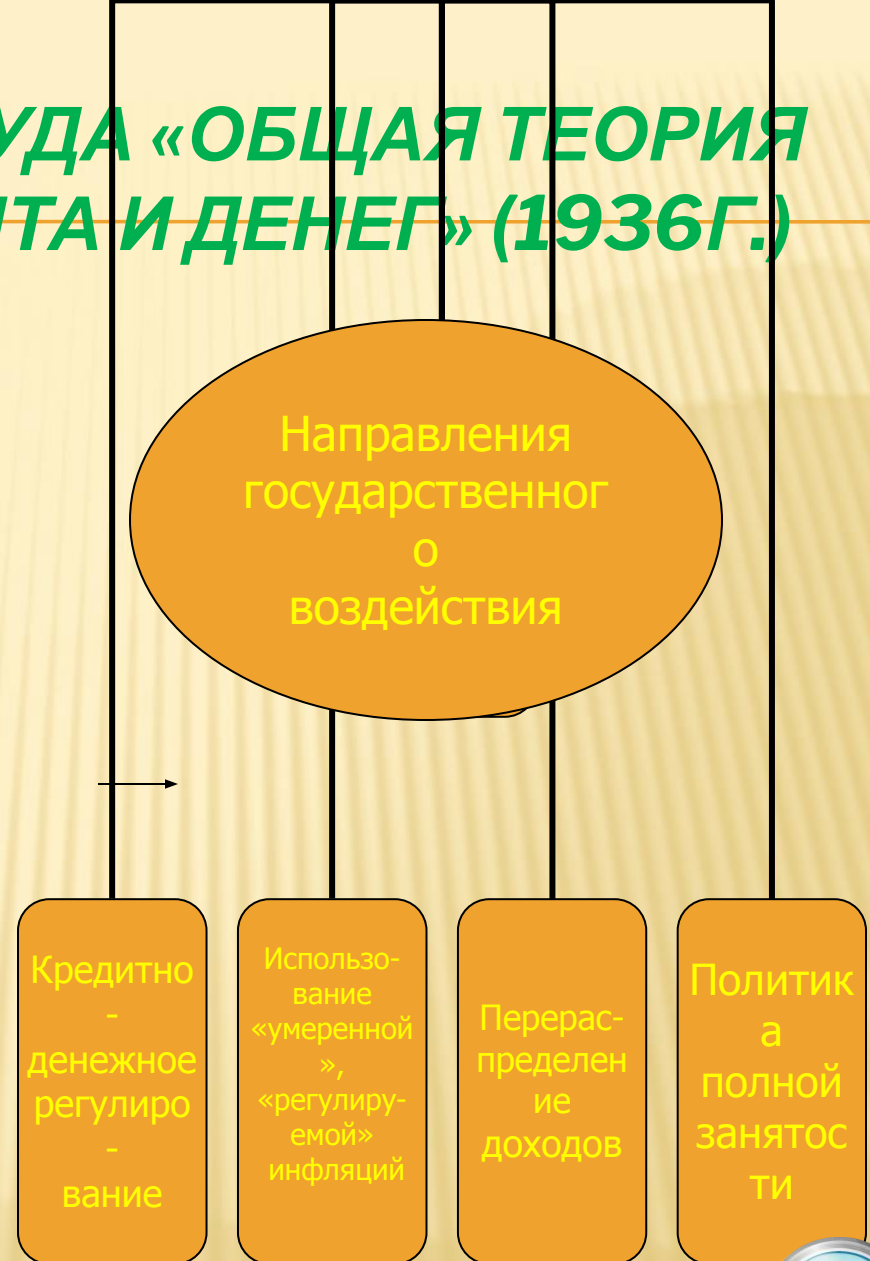 УДА «ОБЩАЯ ТЕОРИЯ
ТА И ДЕНЕГ» (1936Г.)
Направления
государственног
о
воздействия
Кредитно
-
денежное
регулиро
-
вание
Использо-
вание
«умеренной
»,
«регулиру-
емой»
инфляций
Перерас-
пределен
ие
доходов
Политик
а
полной
занятос
ти